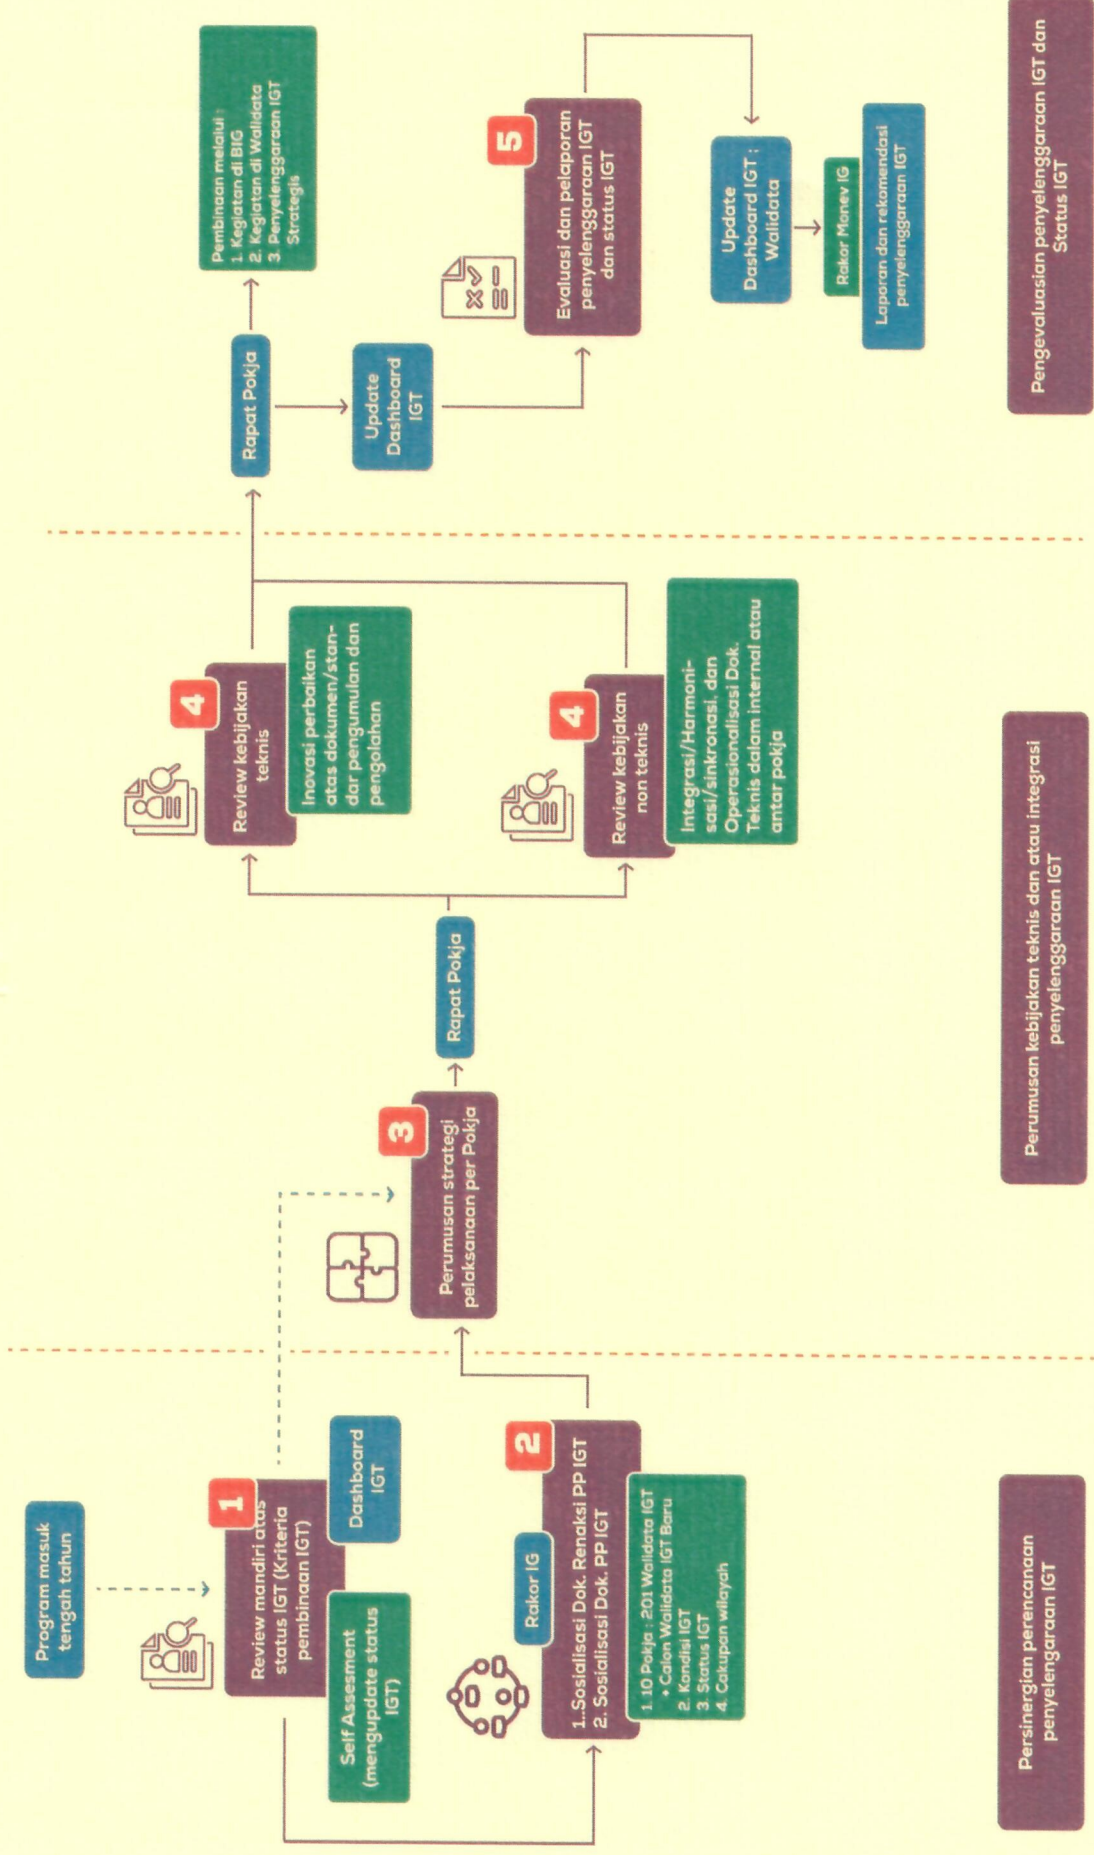 Program masuk
tengah tahun
1
Review mandiri atas
status IGT (Kriteria
pembinaan IGT)
Self Assesment
(mengupdate status
IGT)
Dashboard
IGT
Rakor IG
2
1..Sosialisasi Dok. Renaksi PP IGT
2. Sosialisasi Dok. PP IGT
1.10 Pokja : 201 Walidata IGT
+ Calon Walidata IGT Baru
2. Kondisi IGT
3. Status IGT
4. Cakupan wilayah
Persinergian perencanaan
penyelengaraan IGT
3
Perumusan strategi
pelaksanaan per Pokja
Rapat Pokja
4
Review kebijakan
teknis
Inovasi perbaikan
atas dokumen/stan-
dar pengumulan dan
pengolahan
4
Review kebijakan
non teknis
Integrasi/Harmoni-
sasi/sinkronasi, dan
Operasionalisasi Dok.
Teknis dalam internal atau
antar pokja
Perumusan kebijakan teknis dan atau integrasi
penyelenggaraan IGT
Rapat Pokja
Pembinaan melalui :
1. Kegiatan di BIG
2. Kegiatan di Walidata
3. Penyelenggaraan IGT
Strategis
Update
Dashboard
IGT
5
Evaluasi dan pelaporan
penyelenggaraan IGT
dan status IGT
Update
Dashboard IGT ;
Walidata
Rakor Monev IG
Laporan dan rekomendasi
penyelenggaraan IGT
Pengevaluasian penyelenggaraan IGT dan
Status IGT